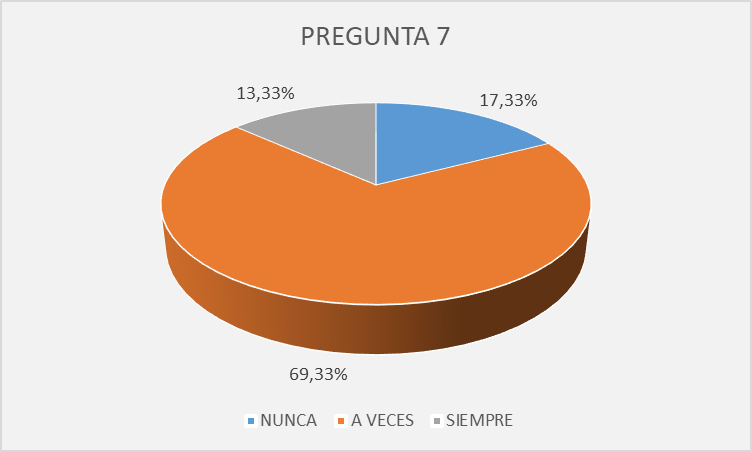 PREGUNTA 7
13,33%
17,33%
69,33%
NUNCA A VECES SIEMPRE